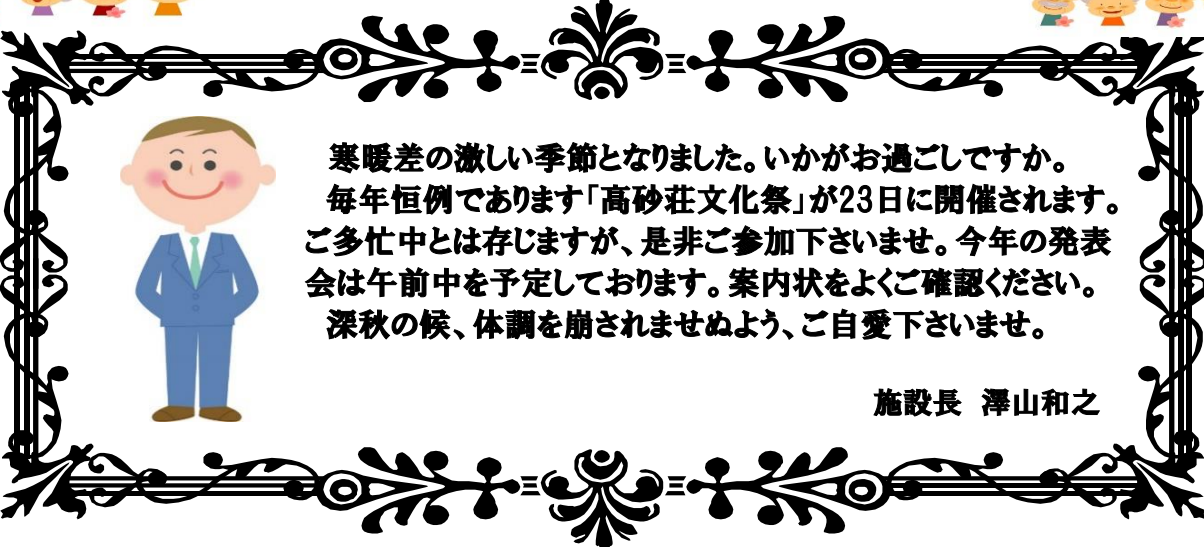 寒暖差の激しい季節となりました。いかがお過ごしですか。
毎年恒例であります「高砂荘文化祭」が23日に開催されます。
ご多忙中とは存じますが、是非ご参加下さいませ。今年の発表
会は午前中を予定しております。案内状をよくご確認ください。
深秋の候、体調を崩されませぬよう、ご自愛下さいませ。
施設長　澤山和之